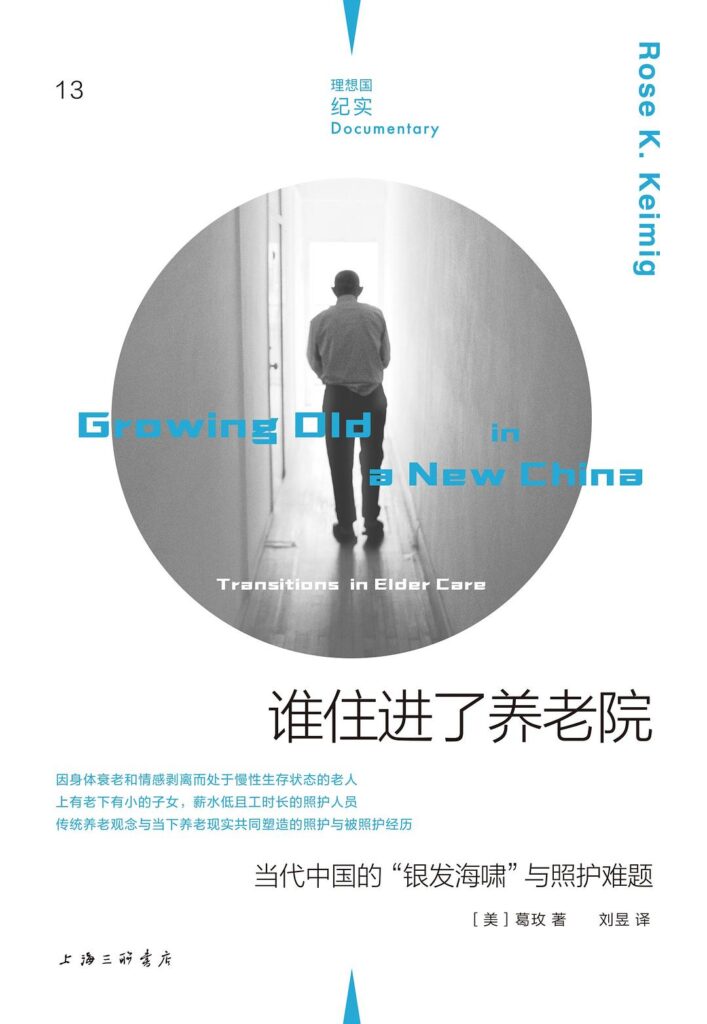 13
理想国
纪实
Documentary
Rose K. Keimig
Growing Old in
a New China
Transitions in Elder Care
谁住进了养老院
因身体衰老和情感剥离而处于慢性生存状态的老人
上有老下有小的子女，薪水低且工时长的照护人员
传统养老观念与当下养老现实共同塑造的照护与被照护经历
当代中国的“银发海啸”与照护难题
[美] 葛玫 著 刘昱 译
上海三联书店